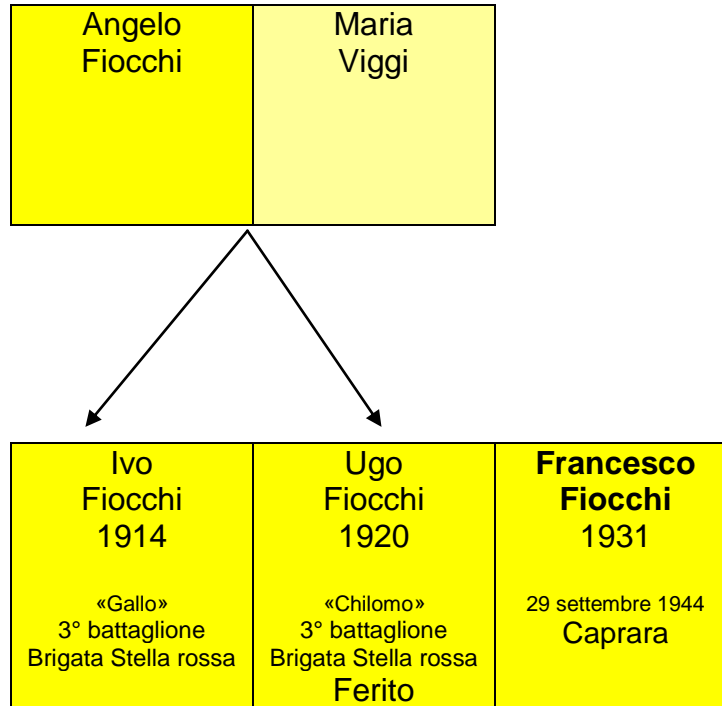 Angelo
Fiocchi
Maria
Viggi
Ivo
Fiocchi
1914
«Gallo»
3° battaglione
Brigata Stella rossa
Ugo
Fiocchi
1920
«Chilomo»
3° battaglione
Brigata Stella rossa
Ferito
Francesco
Fiocchi
1931
29 settembre 1944
Caprara